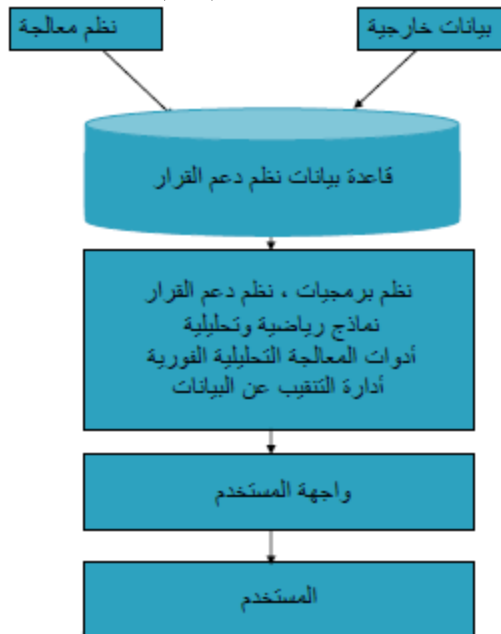 بيانات خارجية
نظم معالجة
قاعدة بيانات نظم دعم القرار
نظم برمجيات ، نظم دعم القرار
نماذج رياضية وتحليلية
أدوات المعالجة التحليلية الفورية
أدارة التنقيب عن البيانات
واجهة المستخدم
المستخدم